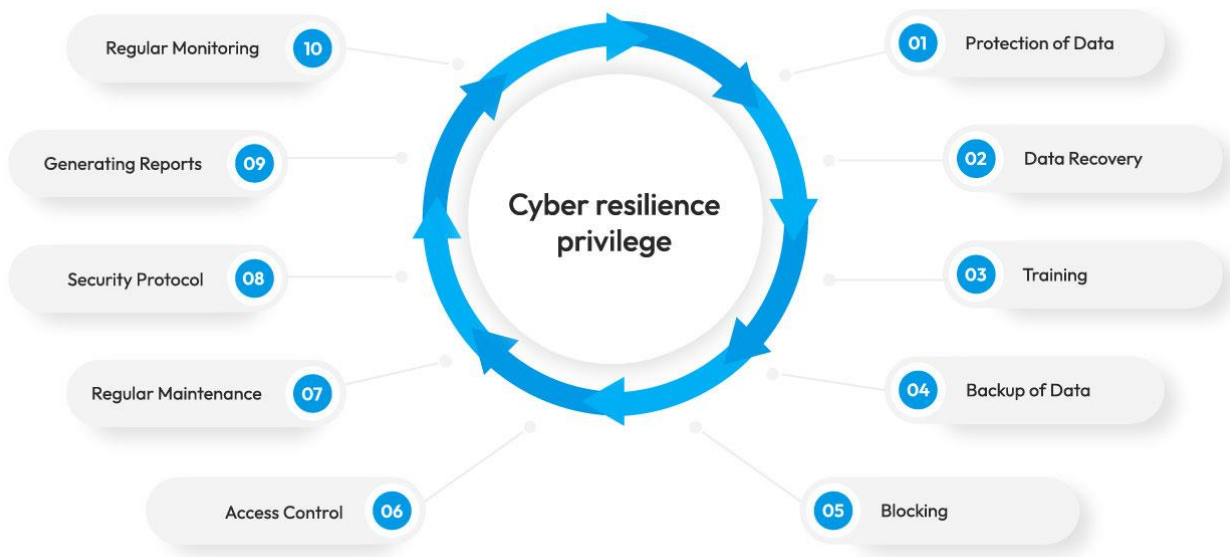 Cyber resilience
privilege
01 Protection of Data
02 Data Recovery
03 Training
04 Backup of Data
05 Blocking
Access Control 06
Regular Maintenance 07
Security Protocol 08
Generating Reports 09
Regular Monitoring 10